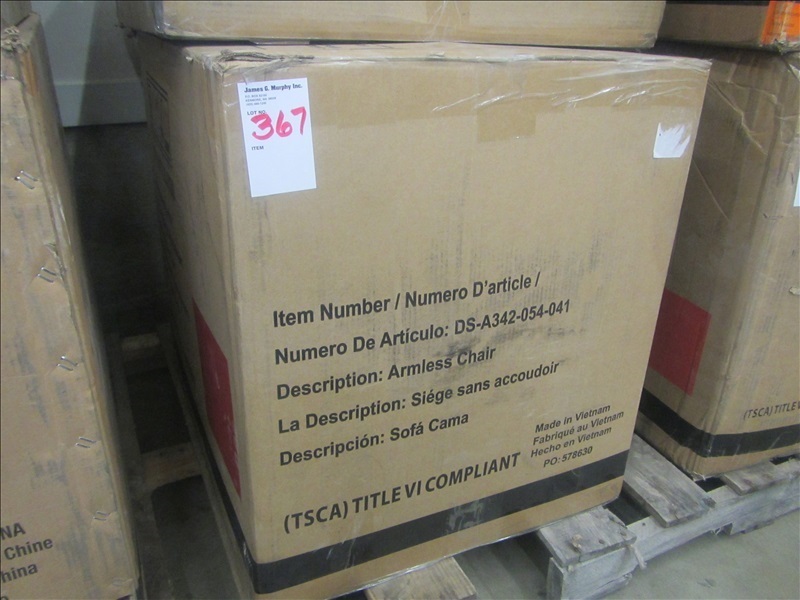 James G. Murphy Inc.
LOT NO.
367
ITEM
Item Number / Numero D'article /
Numero De Artículo: DS-A342-054-041
Description: Armless Chair
La Description: Siége sans accoudoir
Descripción: Sofá Cama
Made in Vietnam
Fabriqué au Vietnam
Hecho en Vietnam
PO: 578630
(TSCA) TITLE VI COMPLIANT
NA
Chine
hina
(TSCA) TITLE V